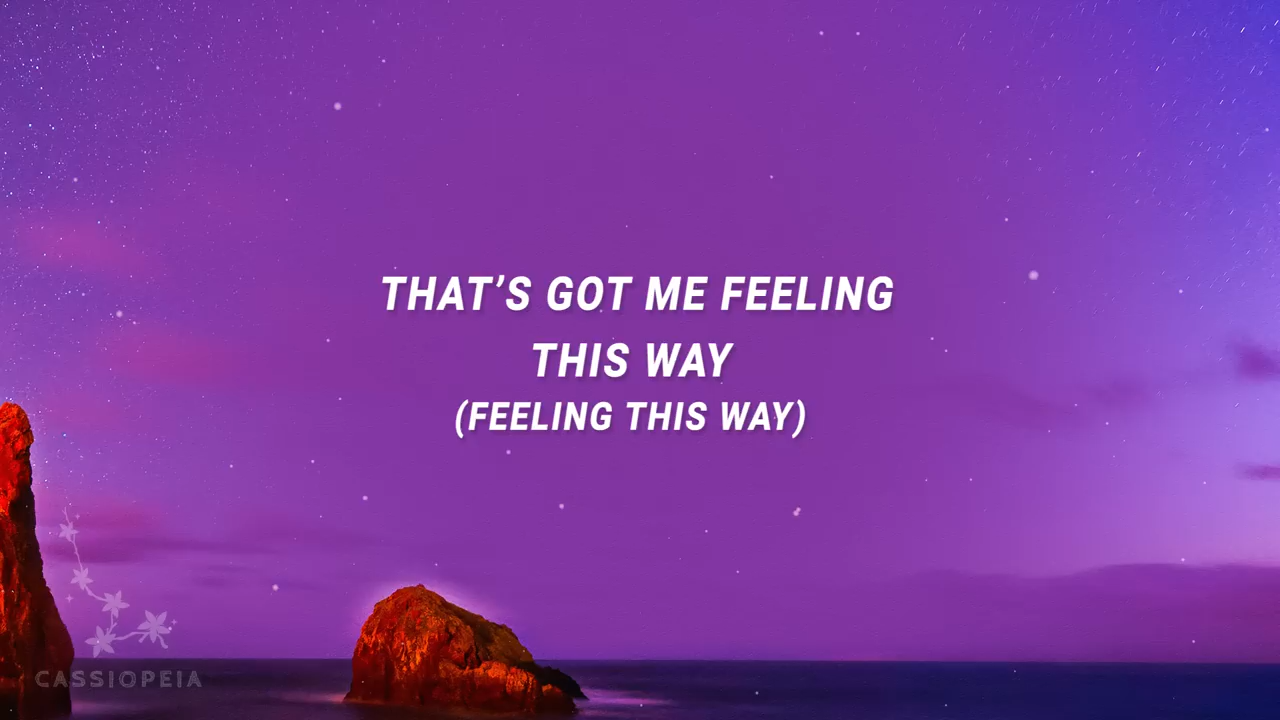 THAT’S GOT ME FEELING
THIS WAY
(FEELING THIS WAY)
CASSIOPEIA